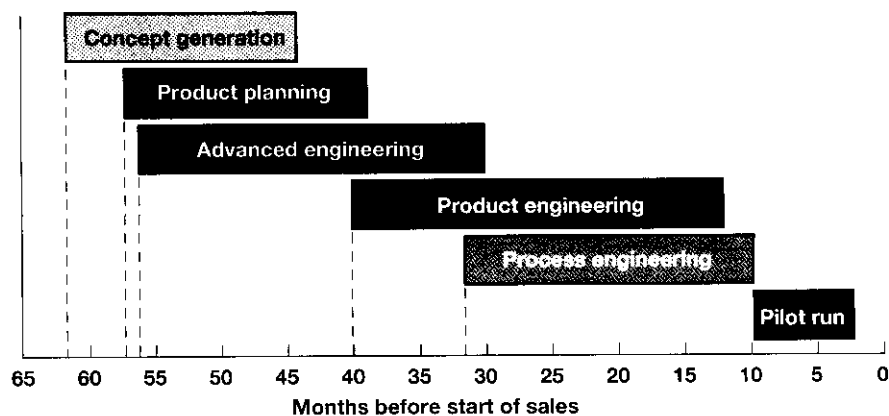 Concept generation
Product planning
Advanced engineering
Product engineering
Process engineering
Pilot run
65 60 55 50 45 40 35 30 25 20 15 10 5 0
Months before start of sales